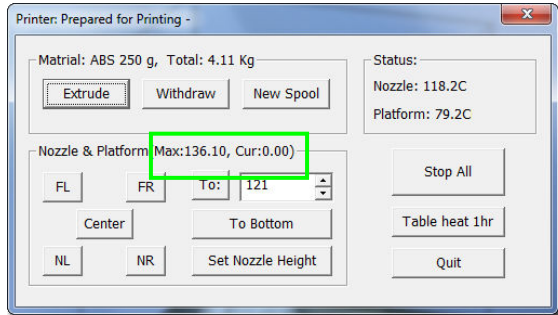 Printer: Prepared for Printing -
Matrial: ABS 250 g, Total: 4.11 Kg
Extrude
Withdraw
New Spool
Status:
Nozzle: 118.2C
Platform: 79.2C
Nozzle & Platform Max:136.10, Cur:0.00)
FL
FR
To:
121
Center
To Bottom
NL
NR
Set Nozzle Height
Stop All
Table heat 1hr
Quit